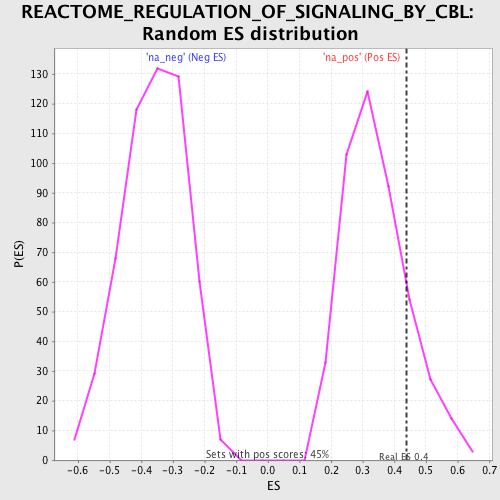 REACTOME_REGULATION_OF_SIGNALING_BY_CBL:
Random ES distribution
'na_neg' (Neg ES)
'na_pos' (Pos ES)
P(ES)
130
120
110
100
90
80
70
60
50
40
30
20
10
0
Sets with pos scores: 45%
Real ES 0.4
-0.6 -0.5 -0.4 -0.3 -0.2 -0.1 0.0 0.1 0.2 0.3 0.4 0.5 0.6 0.7
ES